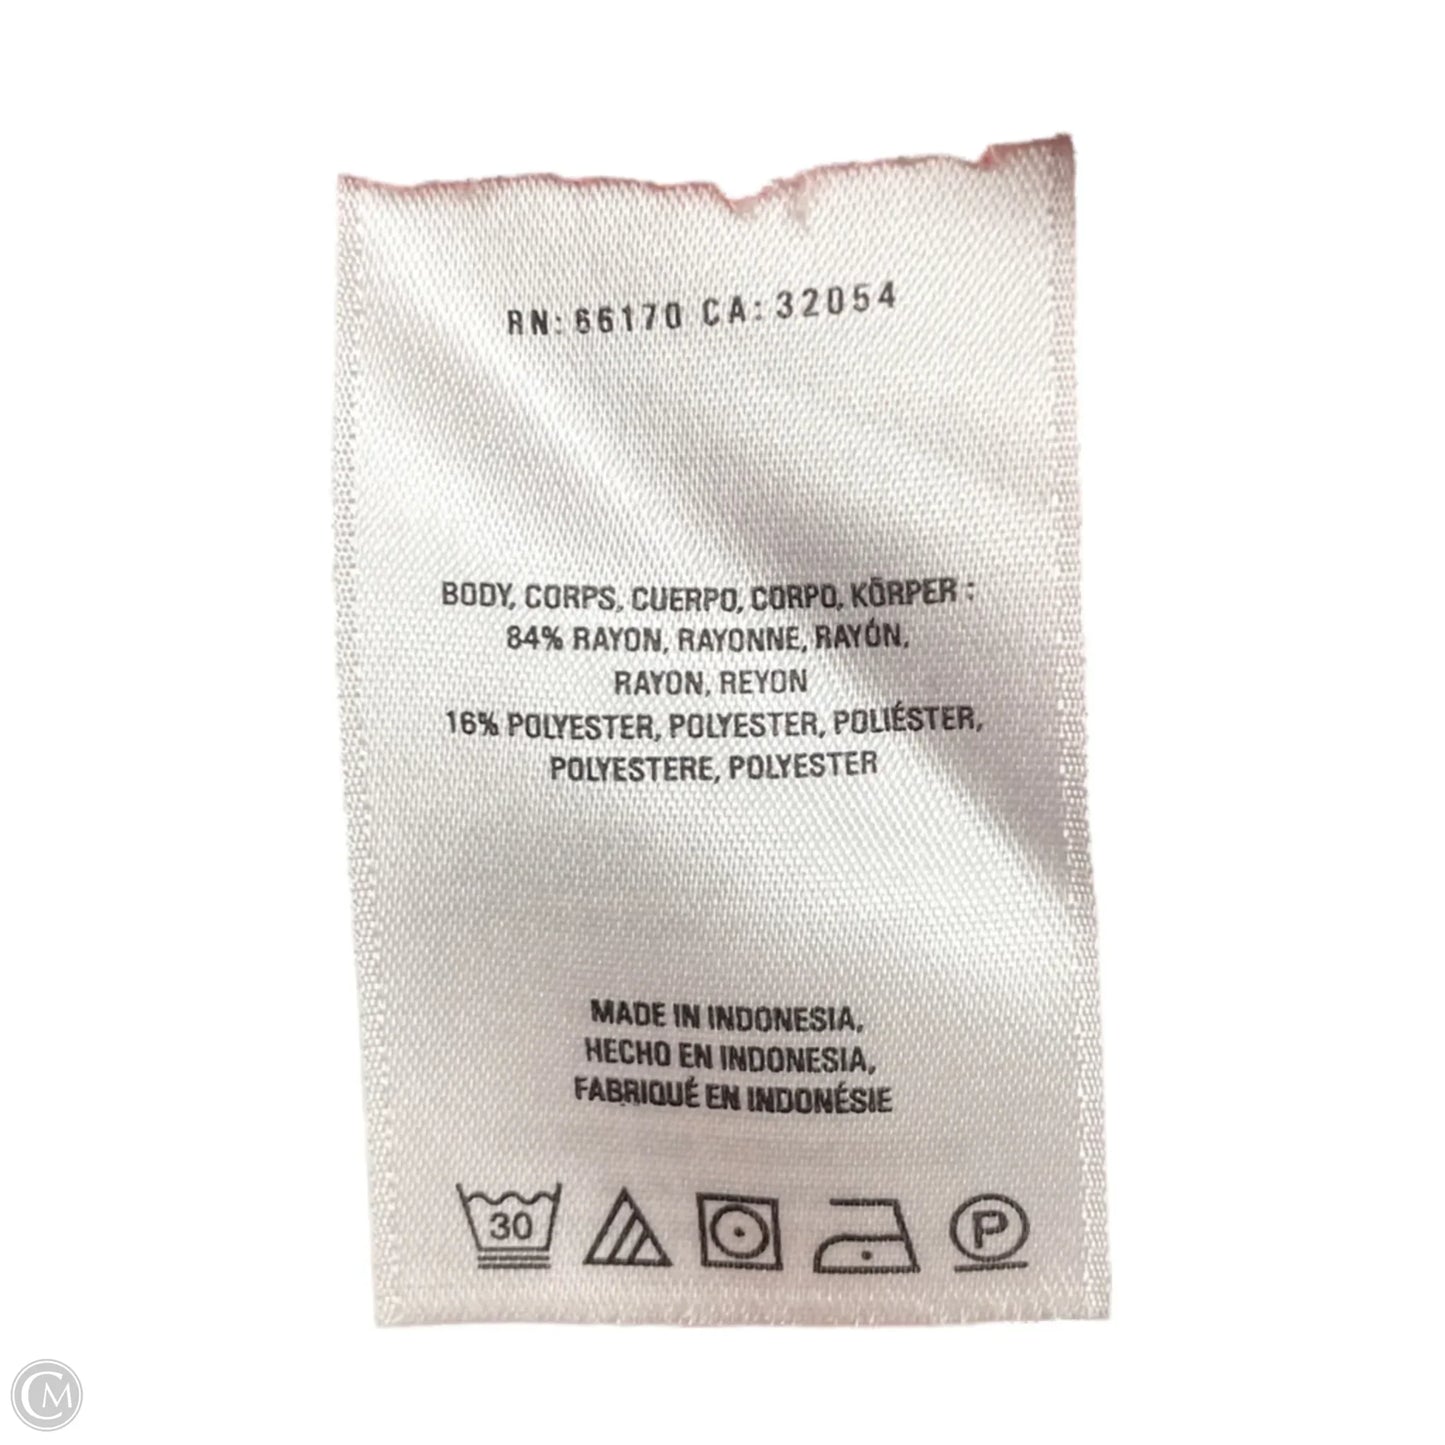 RN: 66170 CA: 32054
BODY, CORPS, CUERPO, CORPO, KÖRPER :
84% RAYON, RAYONNE, RAYÓN,
RAYON, REYON
16% POLYESTER, POLYESTER, POLIÉSTER,
POLYESTERE, POLYESTER
MADE IN INDONESIA,
HECHO EN INDONESIA,
FABRIQUÉ EN INDONÉSIE
30
P
CM